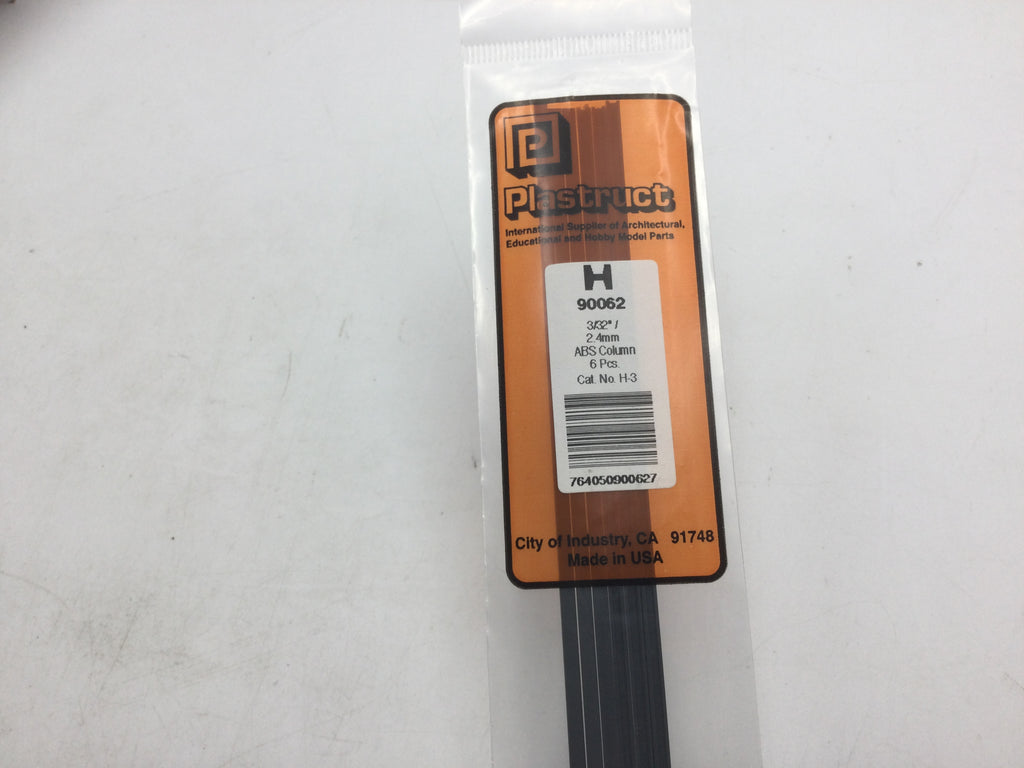 P
Plastruct
International Supplier of Architectural,
Educational and Hobby Model Parts
H
90062
3/32" /
2.4mm
ABS Column
6 Pcs.
Cat. No. H-3
764050900627
City of Industry, CA 91748
Made in USA